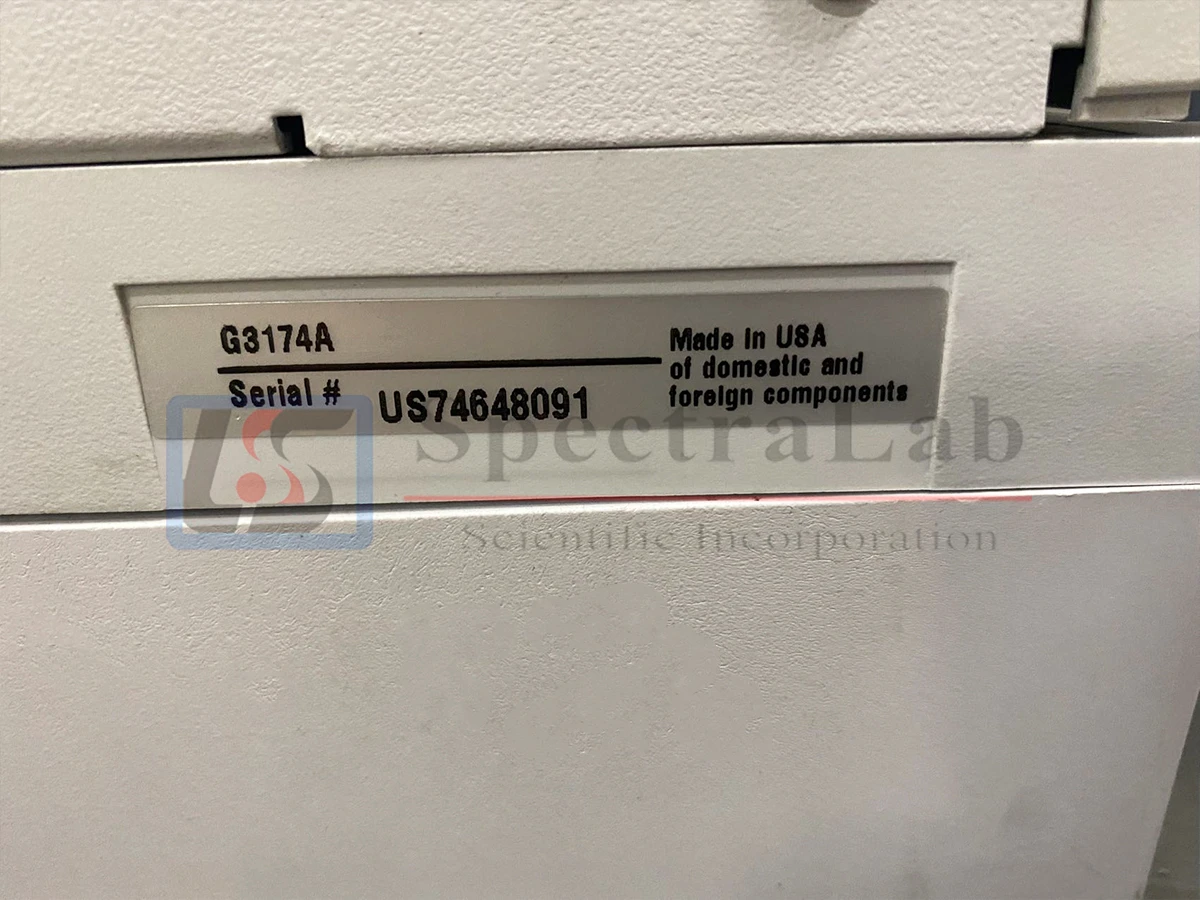 G3174A
Serial # US74648091
Made in USA
of domestic and
foreign components
SpectraLab
Scientific Incorporation